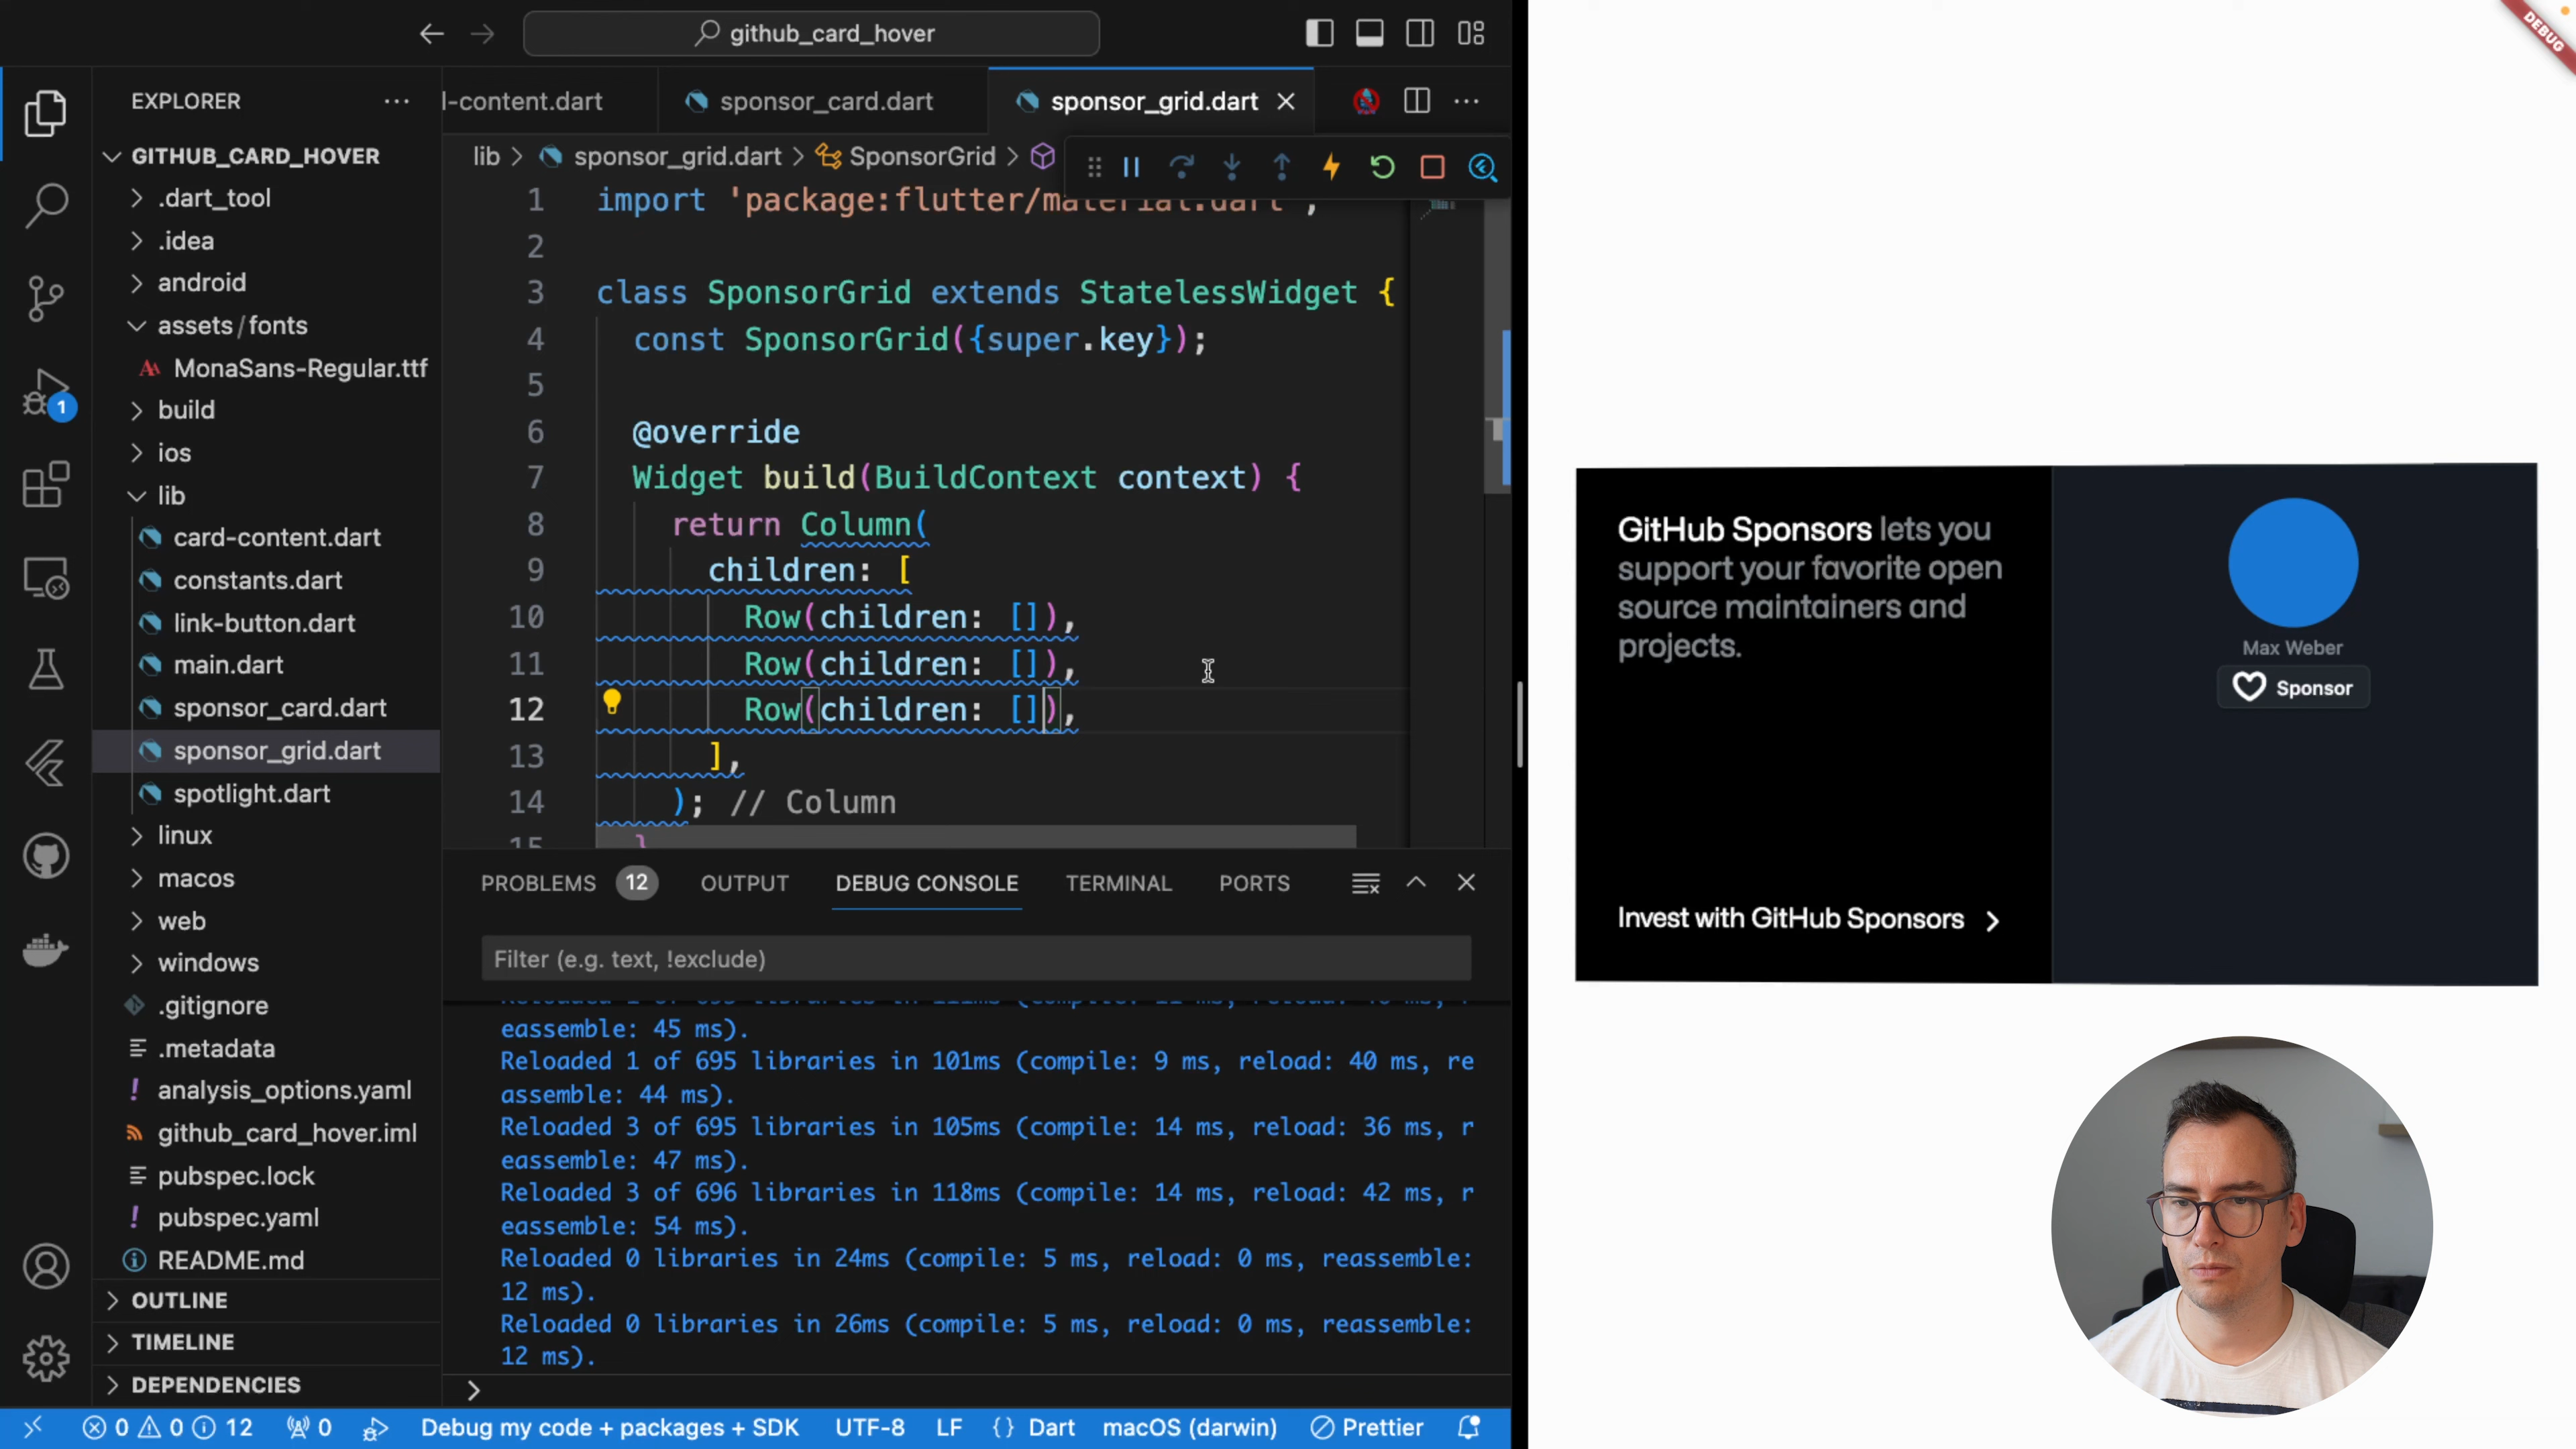 github_card_hover
EXPLORER
l-content.dart
sponsor_card.dart
sponsor_grid.dart
GITHUB_CARD_HOVER
.dart_tool
.idea
android
assets/fonts
MonaSans-Regular.ttf
build
ios
lib
card-content.dart
constants.dart
link-button.dart
main.dart
sponsor_card.dart
sponsor_grid.dart
spotlight.dart
linux
macos
web
windows
.gitignore
.metadata
analysis_options.yaml
github_card_hover.iml
pubspec.lock
pubspec.yaml
README.md
OUTLINE
TIMELINE
DEPENDENCIES
1
lib > sponsor_grid.dart > SponsorGrid >
1 import 'package:flutter/material.dart';
2
3 class SponsorGrid extends StatelessWidget {
4 const SponsorGrid({super.key});
5
6 @override
7 Widget build(BuildContext context) {
8 return Column(
9 children: [
10 Row(children: []),
11 Row(children: []),
12 Row(children: []),
13 ],
14 ); // Column
15 }
PROBLEMS 12 OUTPUT DEBUG CONSOLE TERMINAL PORTS
Filter (e.g. text, !exclude)
eassemble: 45 ms).
Reloaded 1 of 695 libraries in 101ms (compile: 9 ms, reload: 40 ms, re
assemble: 44 ms).
Reloaded 3 of 695 libraries in 105ms (compile: 14 ms, reload: 36 ms, r
eassemble: 47 ms).
Reloaded 3 of 696 libraries in 118ms (compile: 14 ms, reload: 42 ms, r
eassemble: 54 ms).
Reloaded 0 libraries in 24ms (compile: 5 ms, reload: 0 ms, reassemble:
12 ms).
Reloaded 0 libraries in 26ms (compile: 5 ms, reload: 0 ms, reassemble:
12 ms).
>
0 0 12 0 Debug my code + packages + SDK UTF-8 LF {} Dart macOS (darwin) Prettier
DEBUG
GitHub Sponsors lets you
support your favorite open
source maintainers and
projects.
Invest with GitHub Sponsors
Max Weber
Sponsor